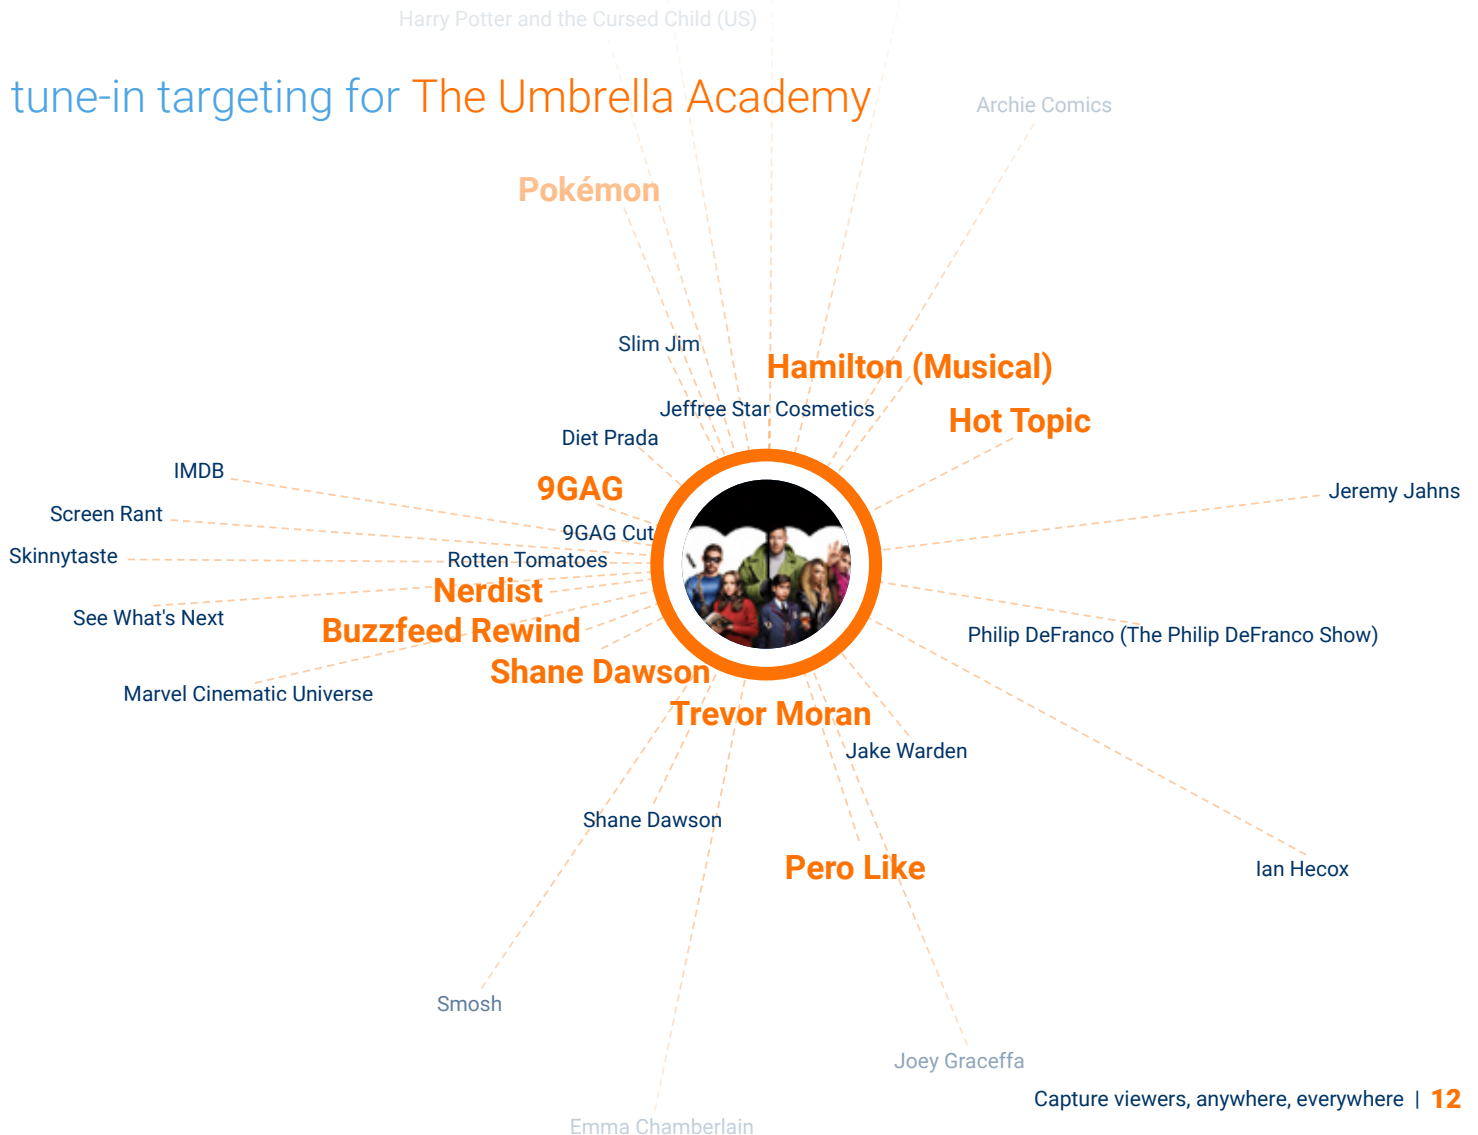 Harry Potter and the Cursed Child (US)
tune-in targeting for The Umbrella Academy
Archie Comics
Pokémon
Slim Jim
Hamilton (Musical)
Jeffree Star Cosmetics
Hot Topic
Diet Prada
IMDB
9GAG
Jeremy Jahns
Screen Rant
9GAG Cut
Skinnytaste
Rotten Tomatoes
Nerdist
See What's Next
Buzzfeed Rewind
Philip DeFranco (The Philip DeFranco Show)
Shane Dawson
Marvel Cinematic Universe
Trevor Moran
Jake Warden
Shane Dawson
Pero Like
Ian Hecox
Smosh
Joey Graceffa
Capture viewers, anywhere, everywhere | 12
Emma Chamberlain